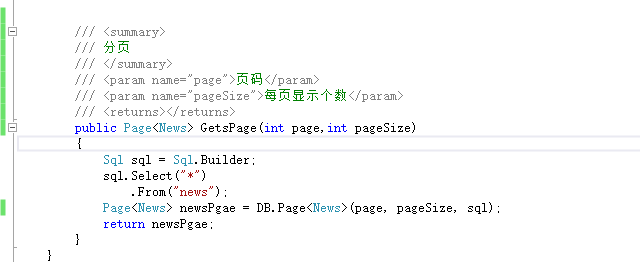 /// <summary>
/// 分页
/// </summary>
/// <param name="page">页码</param>
/// <param name="pageSize">每页显示个数</param>
/// <returns></returns>
public Page<News> GetsPage(int page,int pageSize)
{
Sql sql = Sql.Builder;
sql.Select("*")
.From("news");
Page<News> newsPgae = DB.Page<News>(page, pageSize, sql);
return newsPgae;
}
}